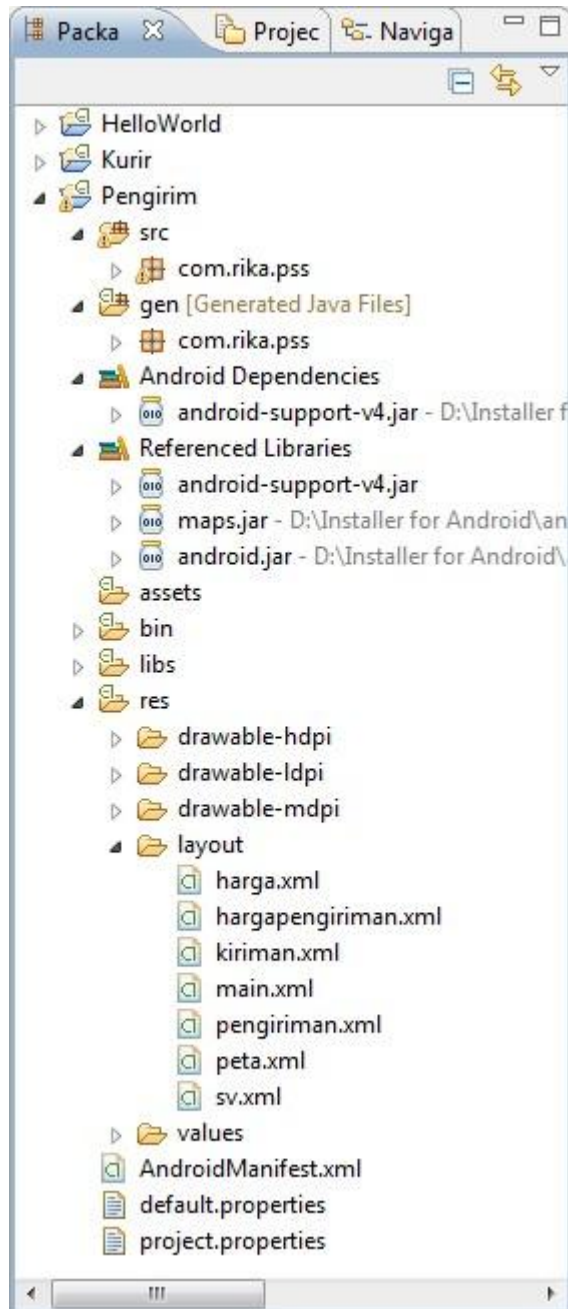 Packa Projec Naviga
HelloWorld
Kurir
Pengirim
src
com.rika.pss
gen [Generated Java Files]
com.rika.pss
Android Dependencies
android-support-v4.jar - D:\Installer f
Referenced Libraries
android-support-v4.jar
maps.jar - D:\Installer for Android\an
android.jar - D:\Installer for Android\
assets
bin
libs
res
drawable-hdpi
drawable-ldpi
drawable-mdpi
layout
harga.xml
hargapengiriman.xml
kiriman.xml
main.xml
pengiriman.xml
peta.xml
sv.xml
values
AndroidManifest.xml
default.properties
project.properties